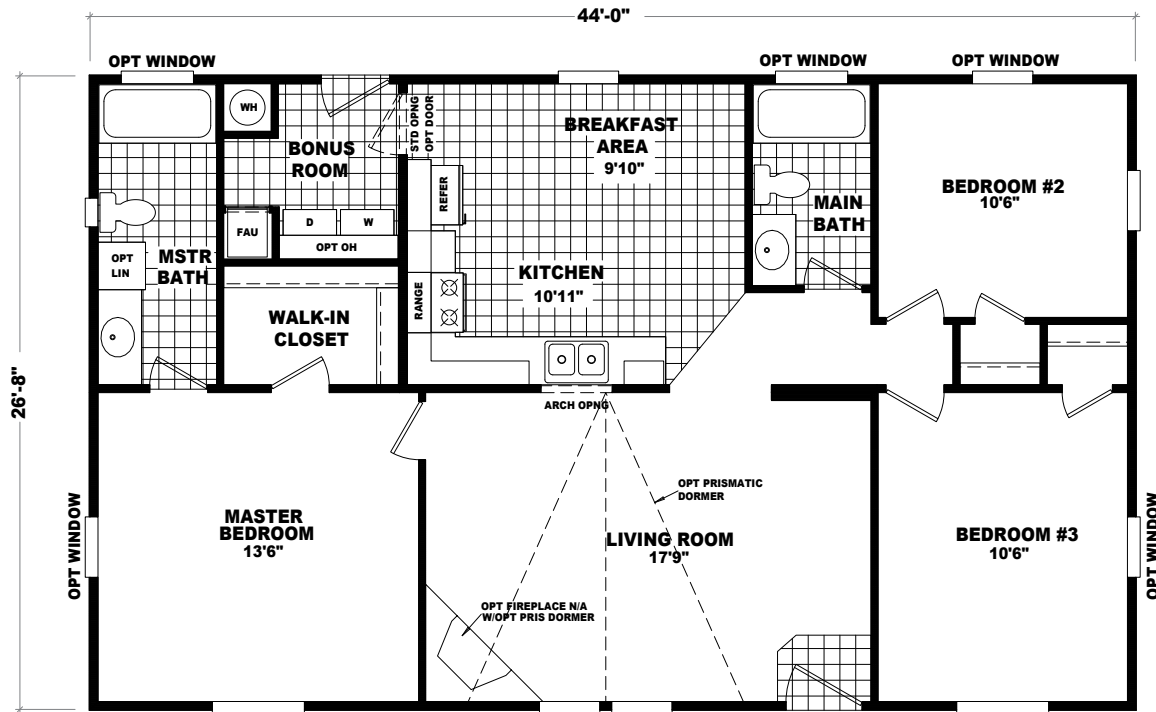 44'-0"
OPT WINDOW
OPT WINDOW
OPT WINDOW
26'-8"
WH
STD OPNG
OPT DOOR
BONUS
ROOM
BREAKFAST
AREA
9'10"
REFER
MAIN
BATH
BEDROOM #2
10'6"
FAU
D
W
OPT OH
OPT
LIN
MSTR
BATH
KITCHEN
10'11"
RANGE
WALK-IN
CLOSET
ARCH OPNG
OPT PRISMATIC
DORMER
MASTER
BEDROOM
13'6"
LIVING ROOM
17'9"
BEDROOM #3
10'6"
OPT WINDOW
OPT WINDOW
OPT FIREPLACE N/A
W/OPT PRIS DORMER